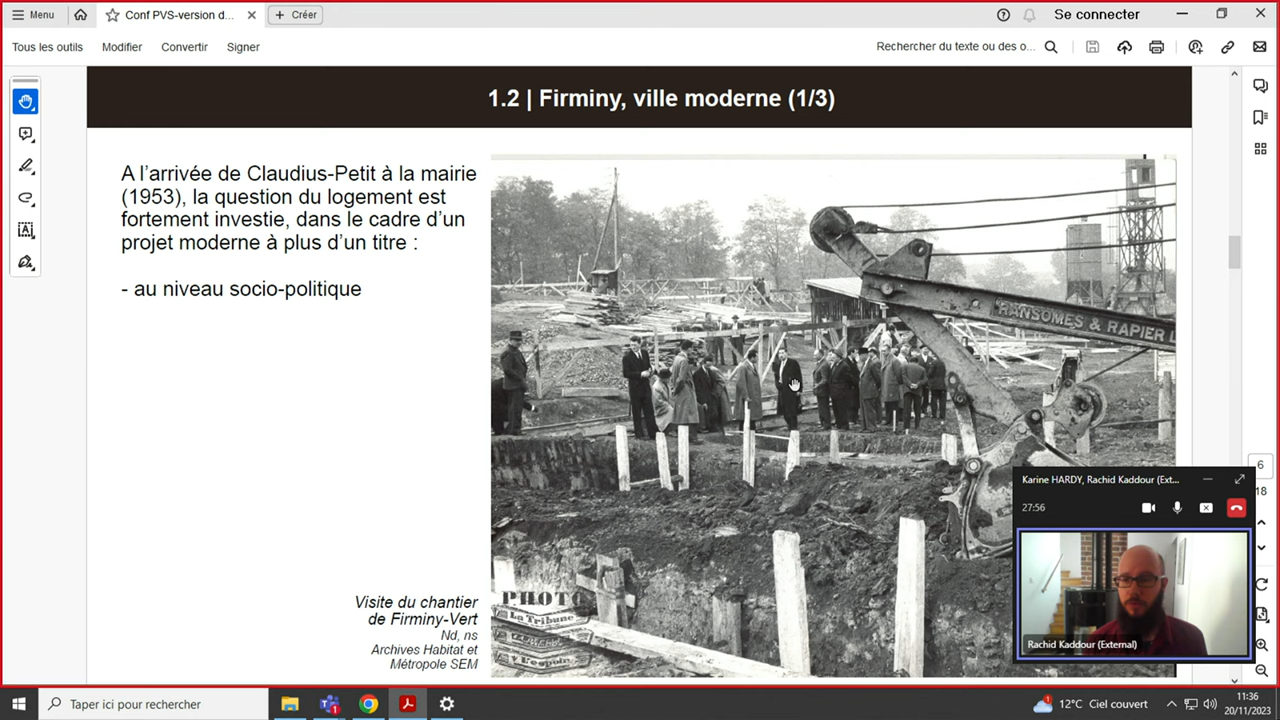 Menu
Conf PVS-version d...
Créer
Se connecter
Tous les outils
Modifier
Convertir
Signer
Rechercher du texte ou des o...
1.2 | Firminy, ville moderne (1/3)
A l'arrivée de Claudius-Petit à la mairie
(1953), la question du logement est
fortement investie, dans le cadre d'un
projet moderne à plus d'un titre :
- au niveau socio-politique
RANSOMES & RAPIER L
Visite du chantier
de Firminy-Vert
Nd, ns
Archives Habitat et
Métropole SEM
PHOTO
La Tribune
l'Espoir
6
18
Karine HARDY, Rachid Kaddour (Ext...
27:56
Rachid Kaddour (External)
Taper ici pour rechercher
12°C Ciel couvert
11:36
20/11/2023